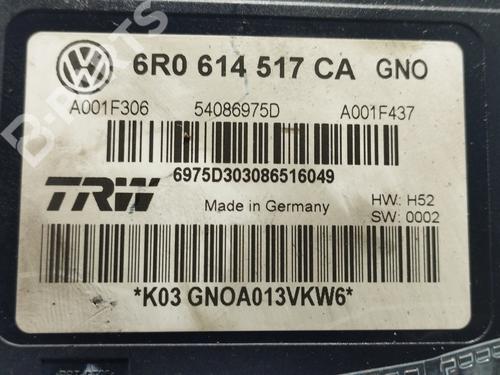 6R0 614 517 CA GNO
A001F306 54086975D A001F437
6975D303086516049
TRW Made in Germany HW: H52
SW: 0002
*K03 GNOA013VKW6*